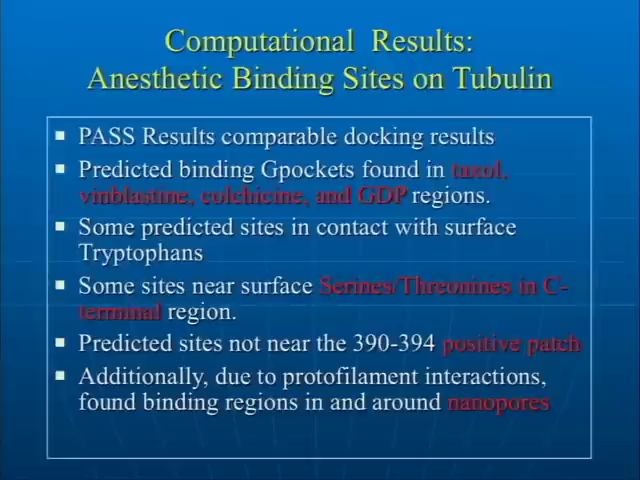 Computational Results:
Anesthetic Binding Sites on Tubulin
PASS Results comparable docking results
Predicted binding Gpockets found in taxol,
vinblastine, colchicine, and GDP regions.
Some predicted sites in contact with surface
Tryptophans
Some sites near surface Serines/Threonines in C-
terminal region.
Predicted sites not near the 390-394 positive patch
Additionally, due to protofilament interactions,
found binding regions in and around nanopores